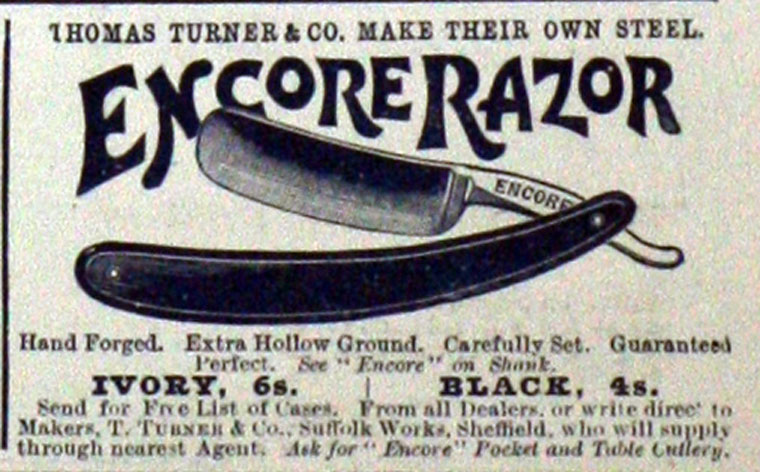 THOMAS TURNER & CO. MAKE THEIR OWN STEEL.
ENCORE RAZOR
ENCORE
Hand Forged. Extra Hollow Ground. Carefully Set. Guaranteed
Perfect. See "Encore" on Shank.
IVORY, 6s. | BLACK, 4s.
Send for Free List of Cases. From all Dealers, or write direct to
Makers, T. TURNER & Co., Suffolk Works, Sheffield, who will supply
through nearest Agent. Ask for "Encore" Pocket and Table Cutlery.